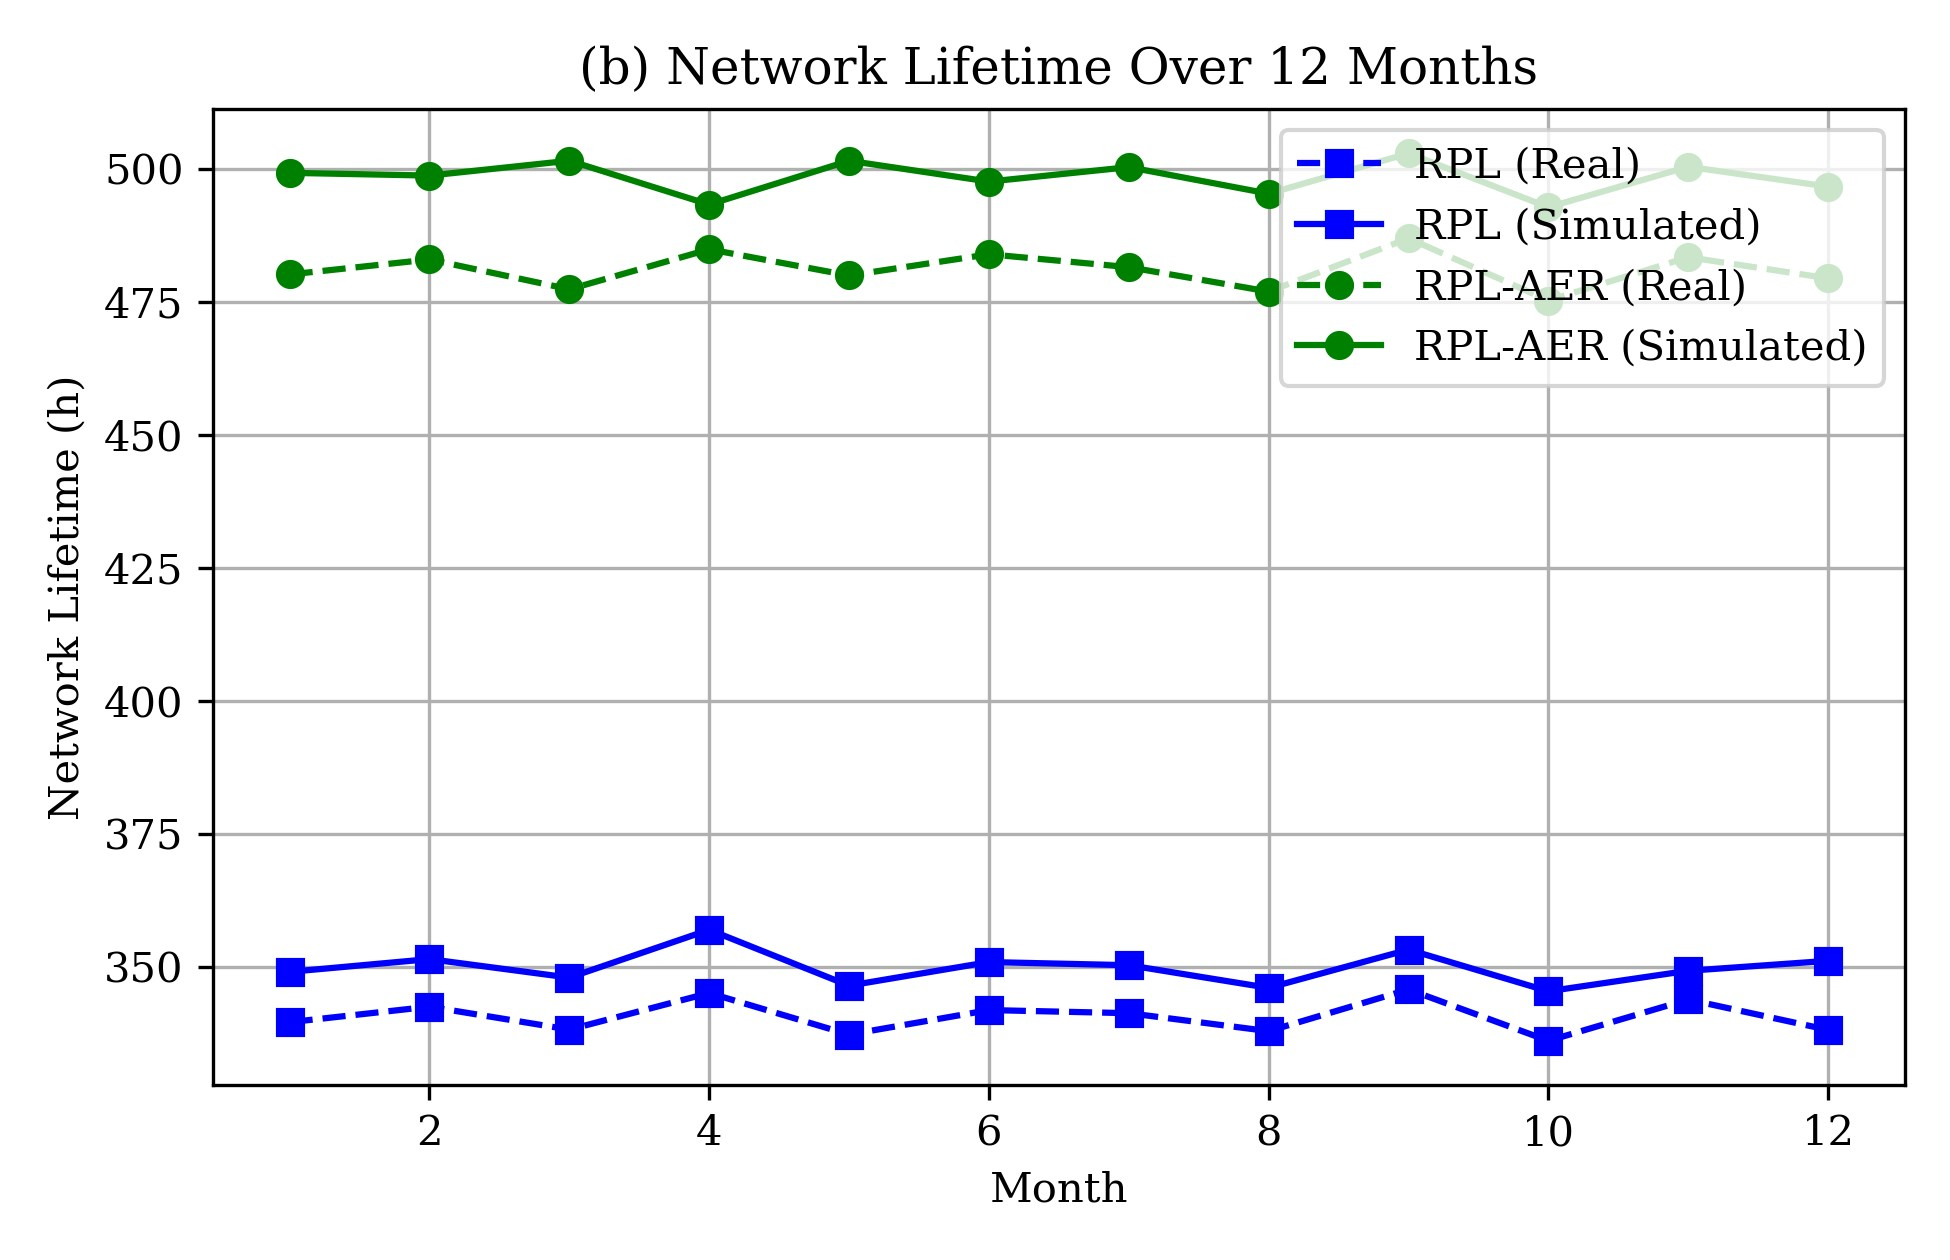 (b) Network Lifetime Over 12 Months
Network Lifetime (h)
500
475
450
425
400
375
350
RPL (Real)
RPL (Simulated)
RPL-AER (Real)
RPL-AER (Simulated)
2 4 6 8 10 12
Month